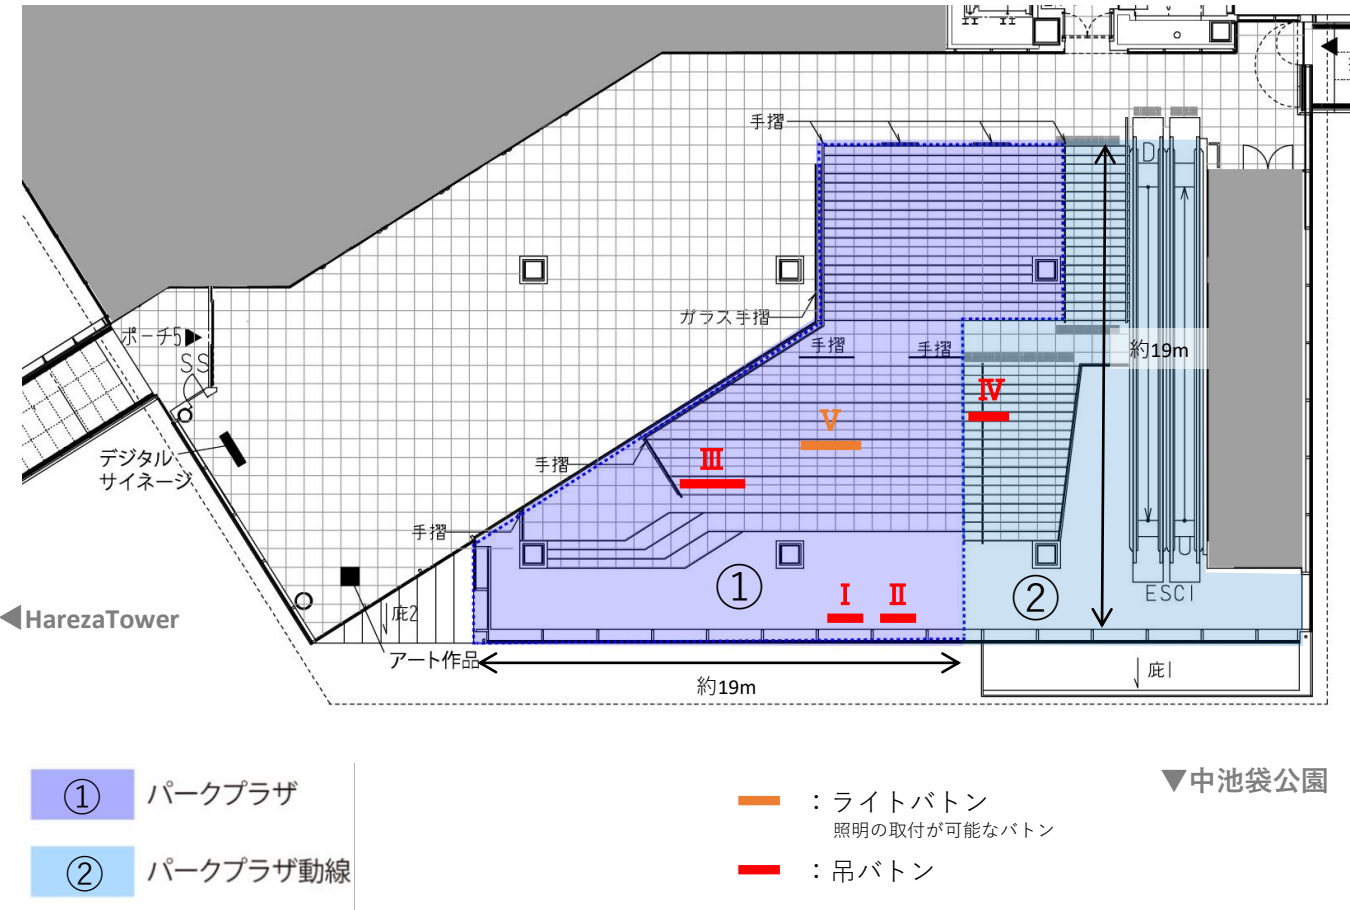 手摺
D
ガラス手摺
ポーチ5▶
SS
手摺
手摺
約19m
Ⅳ
Ⅴ
Ⅲ
手摺
デジタル
サイネージ
手摺
①
Ⅰ
Ⅱ
②
U
ESC1
◀HarezaTower
庇2
アート作品
約19m
庇1
① パークプラザ
② パークプラザ動線
：ライトバトン
照明の取付が可能なバトン
：吊バトン
▼中池袋公園